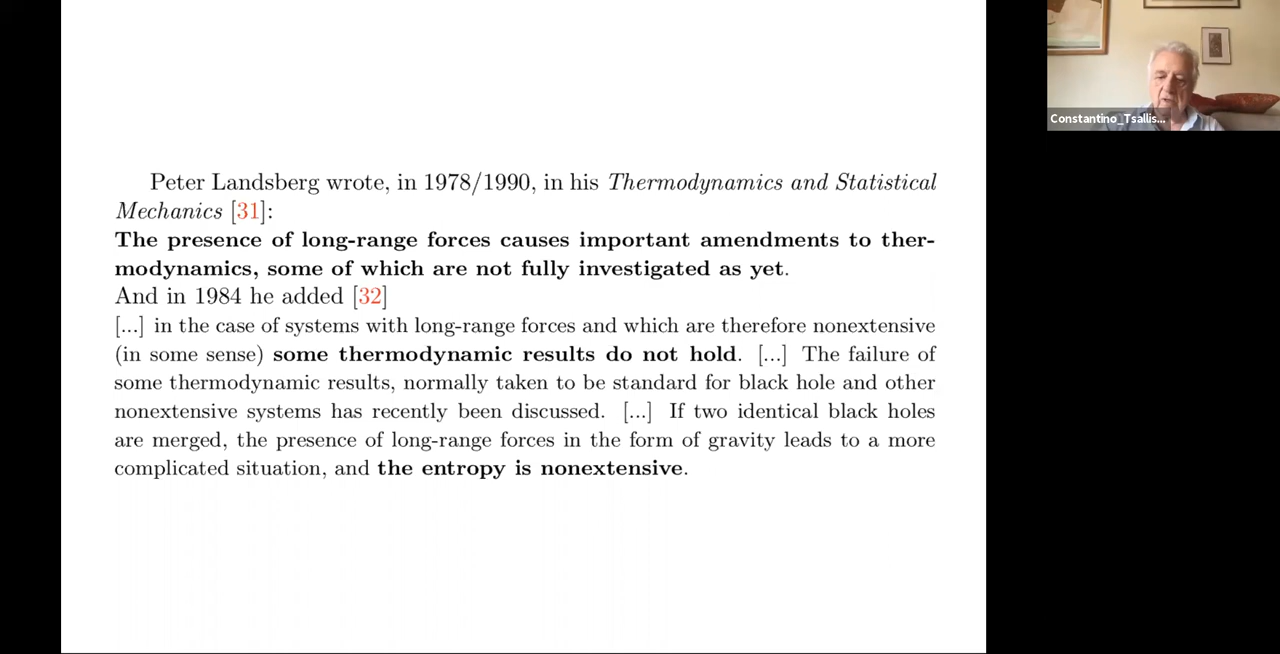 Peter Landsberg wrote, in 1978/1990, in his Thermodynamics and Statistical
Mechanics [31]:
The presence of long-range forces causes important amendments to ther-
modynamics, some of which are not fully investigated as yet.
And in 1984 he added [32]
[...] in the case of systems with long-range forces and which are therefore nonextensive
(in some sense) some thermodynamic results do not hold. [...] The failure of
some thermodynamic results, normally taken to be standard for black hole and other
nonextensive systems has recently been discussed. [...] If two identical black holes
are merged, the presence of long-range forces in the form of gravity leads to a more
complicated situation, and the entropy is nonextensive.
Constantino_Tsallis...